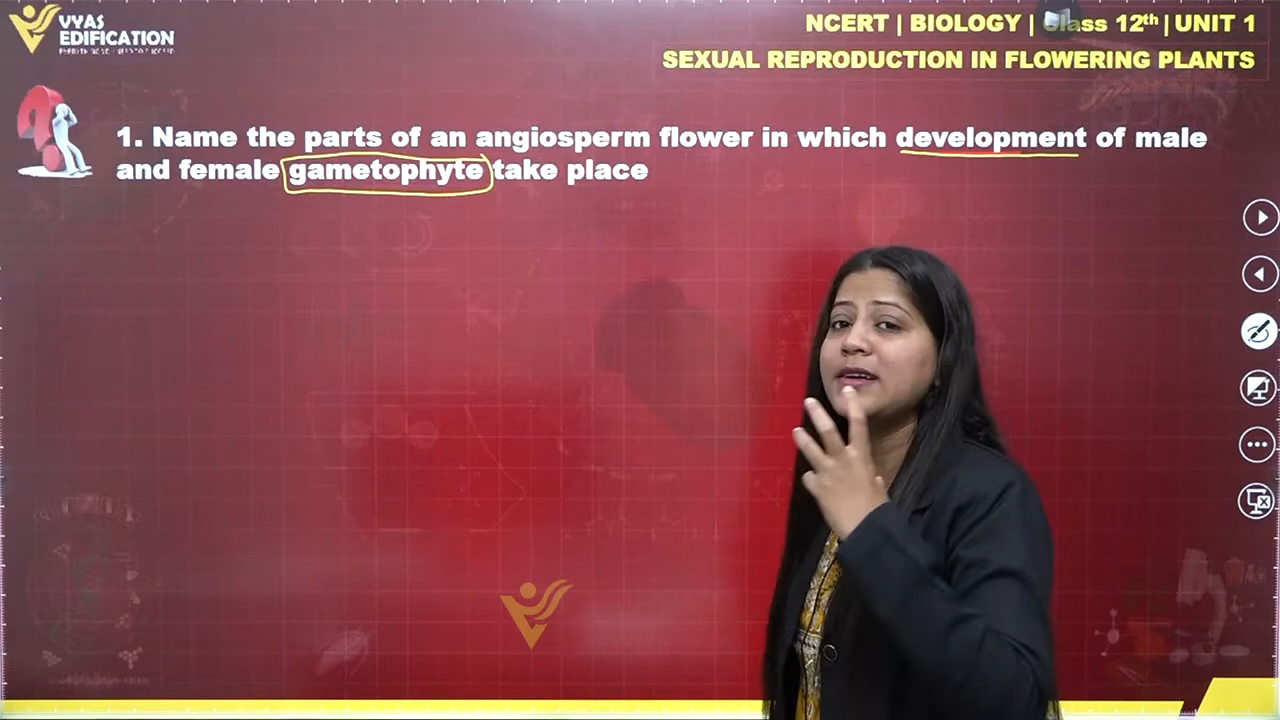 VYAS
EDIFICATION
NCERT | BIOLOGY | Class 12th | UNIT 1
SEXUAL REPRODUCTION IN FLOWERING PLANTS
1. Name the parts of an angiosperm flower in which development of male
and female gametophyte take place